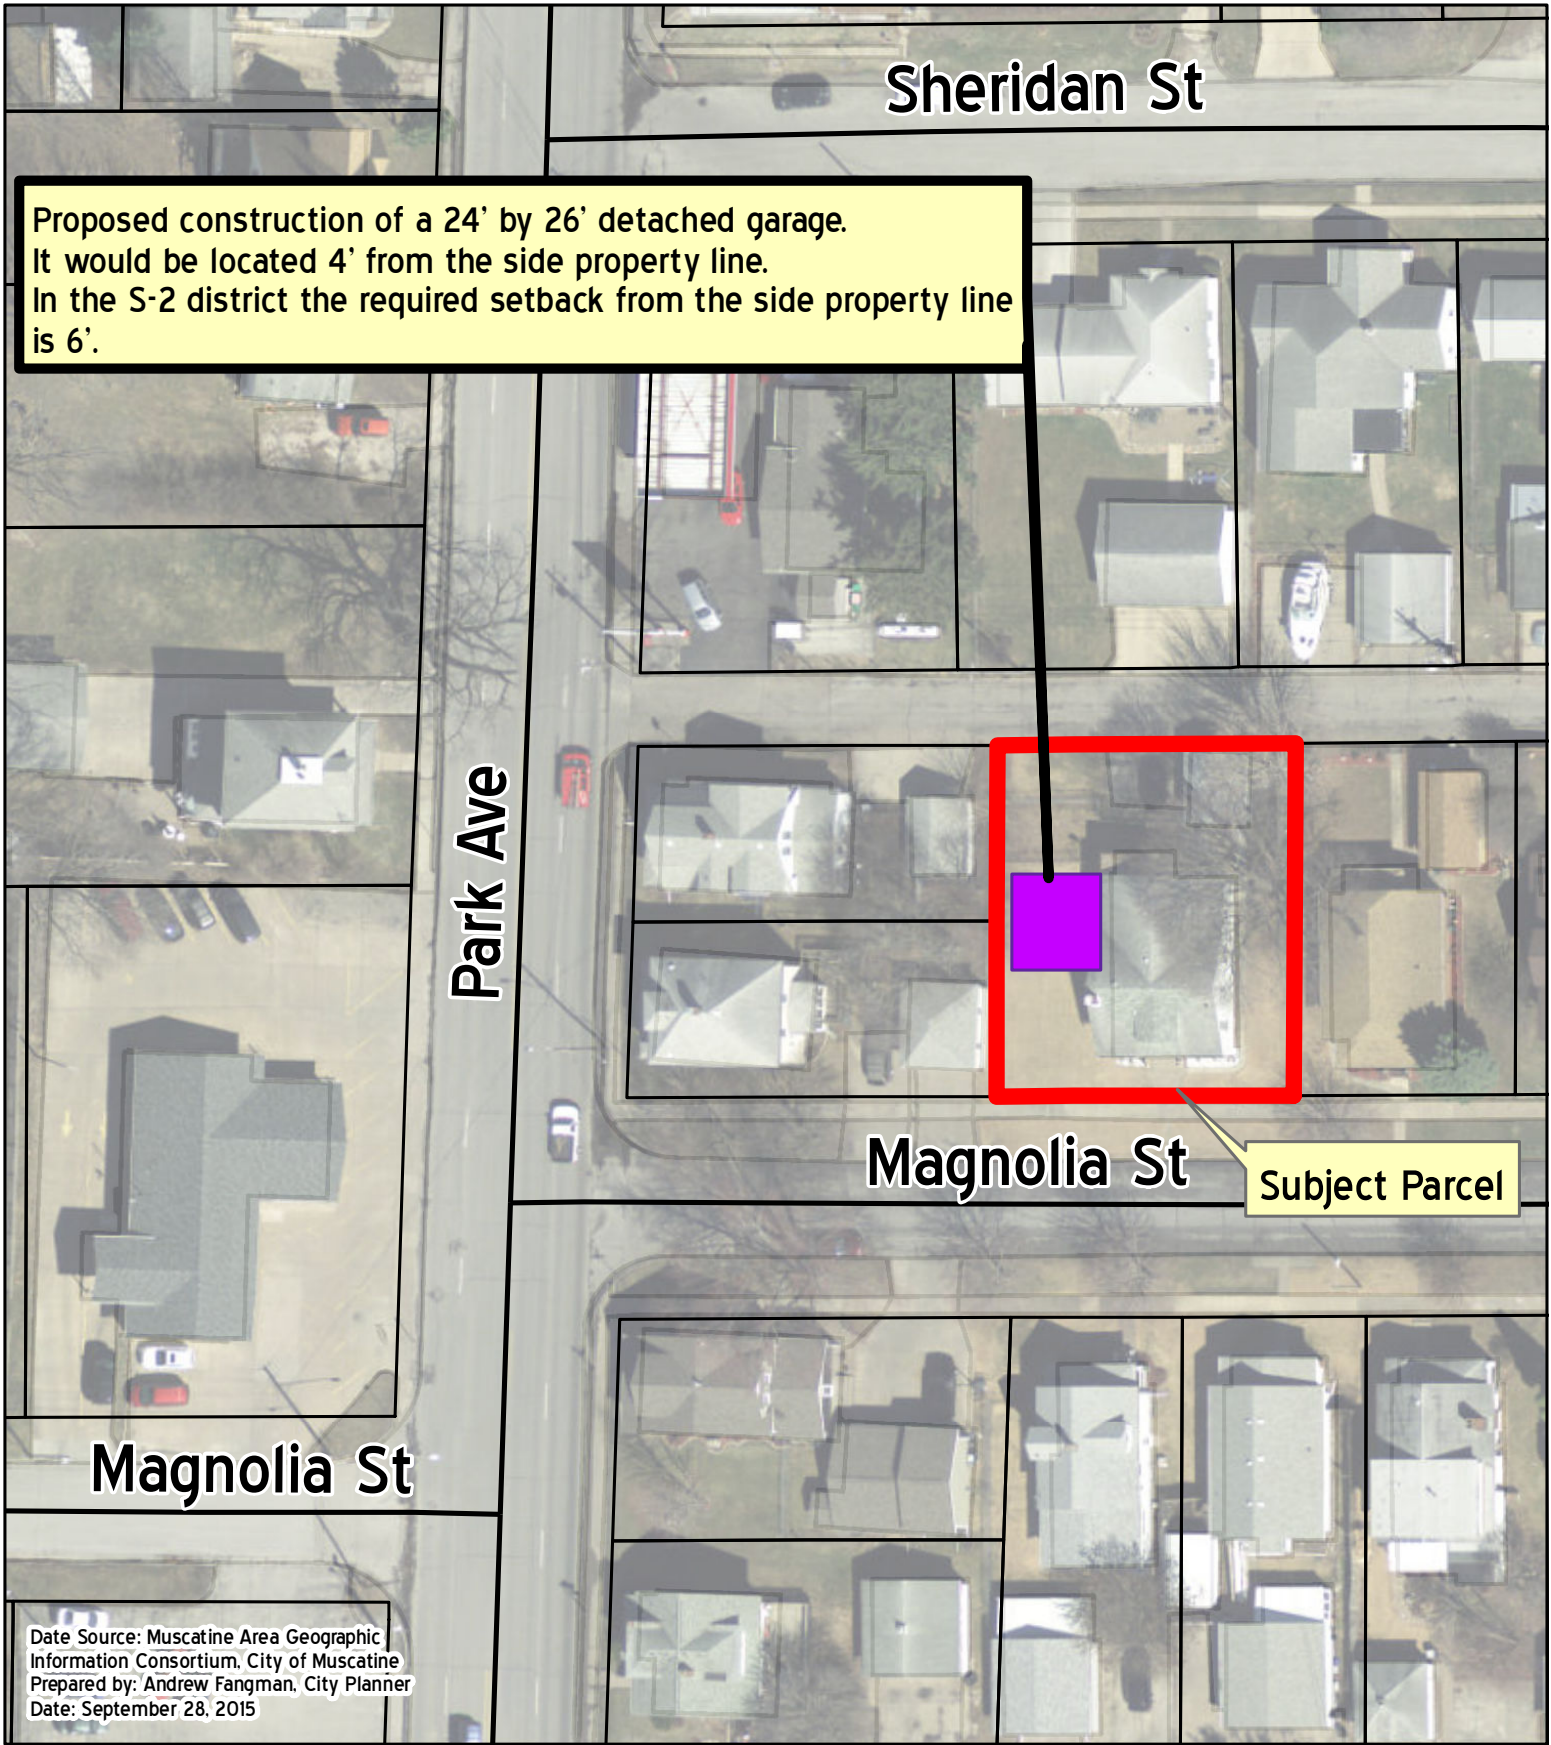 Sheridan St
Proposed construction of a 24' by 26' detached garage.
It would be located 4' from the side property line.
In the S-2 district the required setback from the side property line
is 6'.
Park Ave
Magnolia St
Subject Parcel
Magnolia St
Date Source: Muscatine Area Geographic
Information Consortium, City of Muscatine
Prepared by: Andrew Fangman, City Planner
Date: September 28, 2015